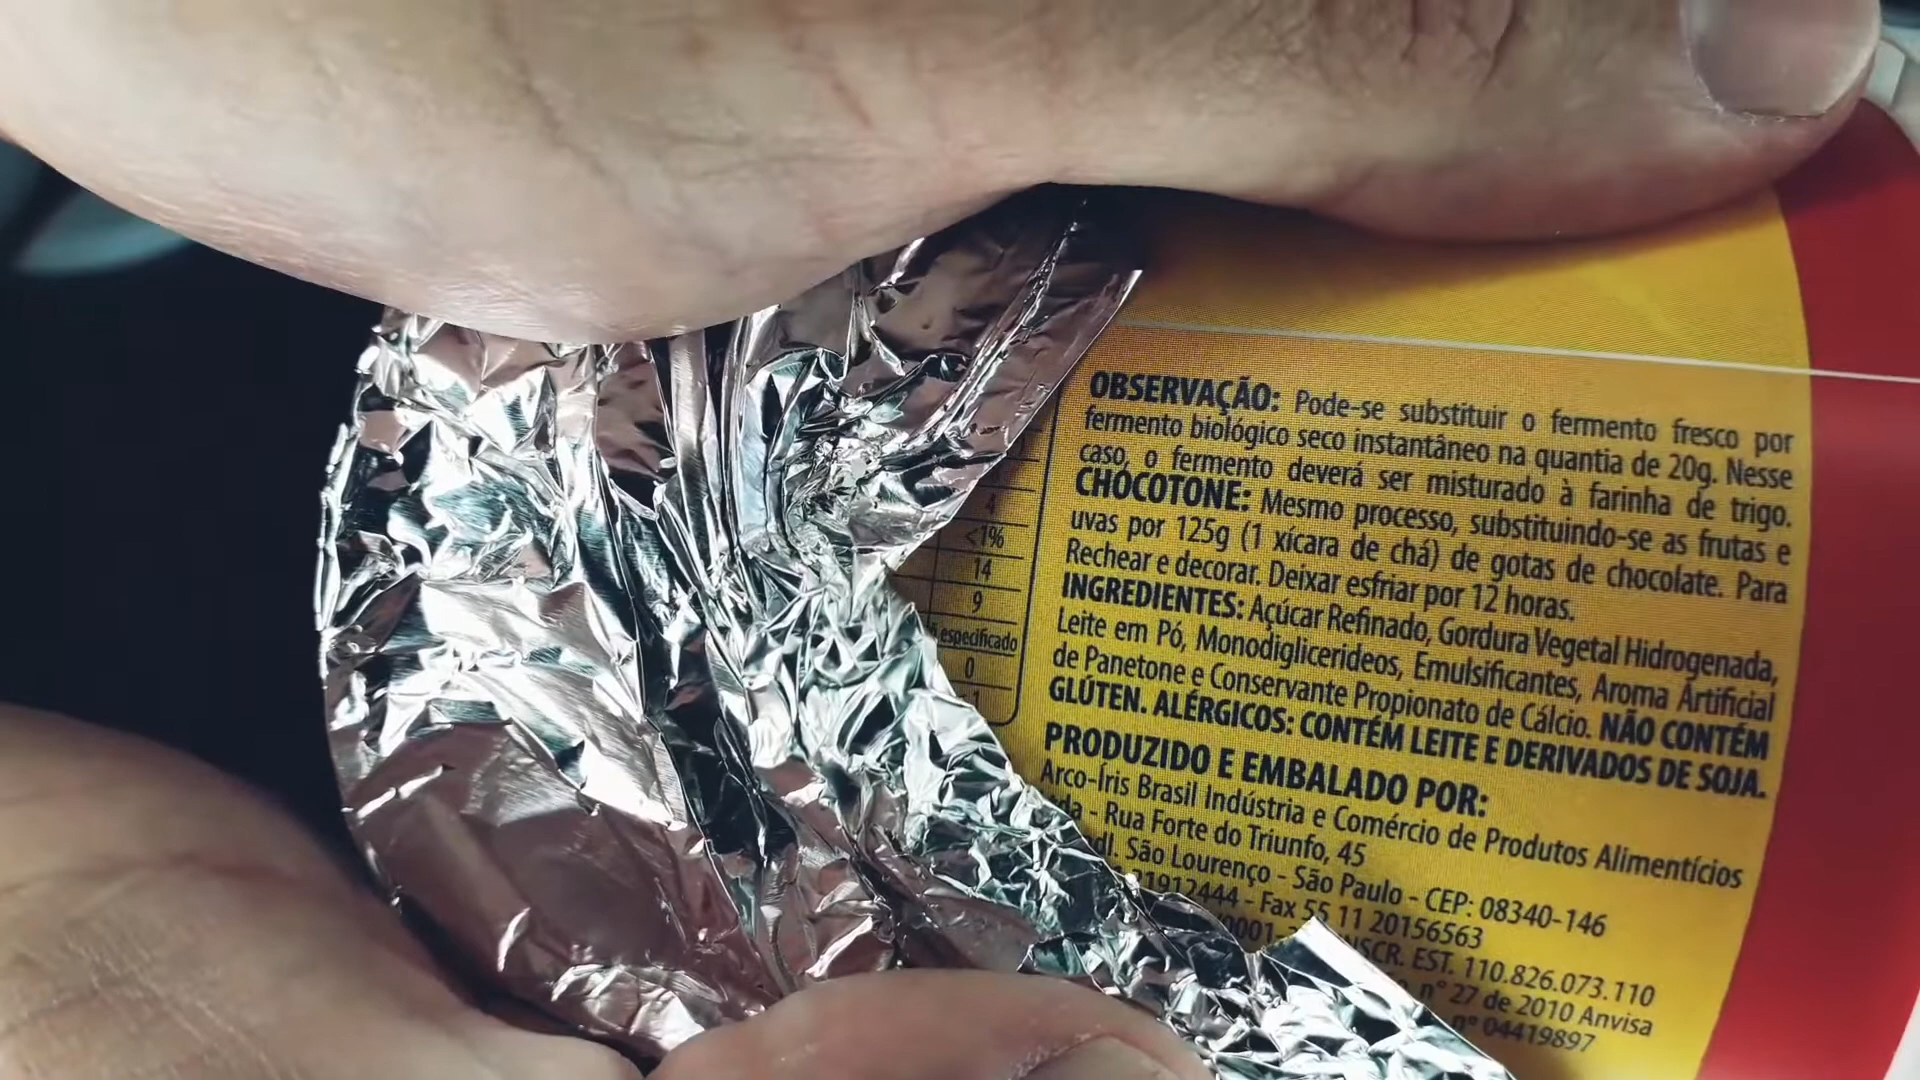 4
<1%
14
9
especificado
0
1
OBSERVAÇÃO: Pode-se substituir o fermento fresco por
fermento biológico seco instantâneo na quantia de 20g. Nesse
caso, o fermento deverá ser misturado à farinha de trigo.
CHOCOTONE: Mesmo processo, substituindo-se as frutas e
uvas por 125g (1 xícara de chá) de gotas de chocolate. Para
Rechear e decorar. Deixar esfriar por 12 horas.
INGREDIENTES: Açúcar Refinado, Gordura Vegetal Hidrogenada,
Leite em Pó, Monodiglicerideos, Emulsificantes, Aroma Artificial
de Panetone e Conservante Propionato de Cálcio. NÃO CONTÉM
GLÚTEN. ALÉRGICOS: CONTÉM LEITE E DERIVADOS DE SOJA.
PRODUZIDO E EMBALADO POR:
Arco-Íris Brasil Indústria e Comércio de Produtos Alimentícios
- Rua Forte do Triunfo, 45
São Lourenço - São Paulo - CEP: 08340-146
21912444 - Fax 55 11 20156563
EST. 110.826.073.110
n° 27 de 2010 Anvisa
n° 04419897